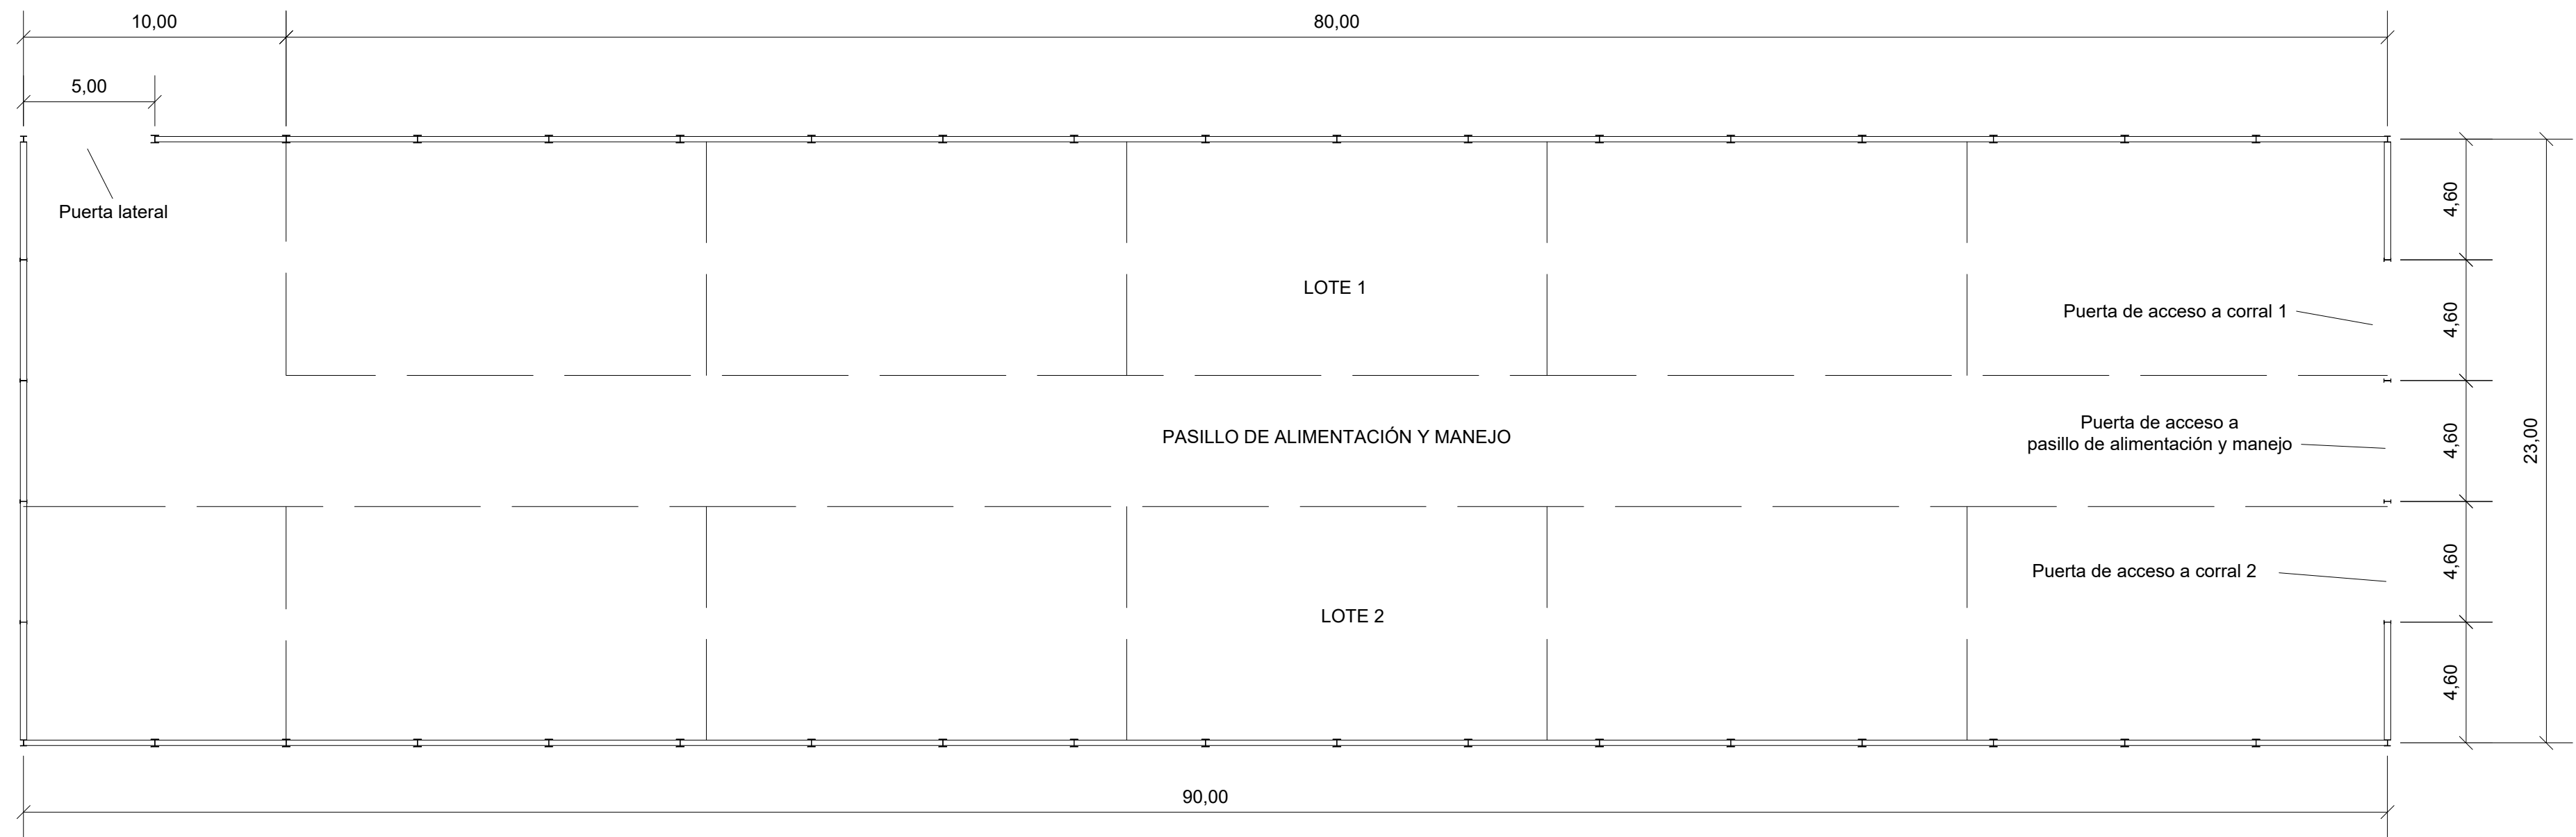 10,00
80,00
5,00
Puerta lateral
4,60
LOTE 1
Puerta de acceso a corral 1
4,60
Puerta de acceso a
pasillo de alimentación y manejo
PASILLO DE ALIMENTACIÓN Y MANEJO
4,60
23,00
Puerta de acceso a corral 2
4,60
LOTE 2
4,60
90,00